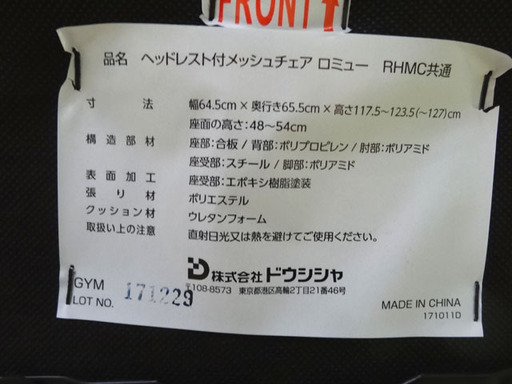 FRONT↑
品名 ヘッドレスト付メッシュチェア ロミュー RHMC共通
寸法 幅64.5cm×奥行き65.5cm×高さ117.5～123.5(～127)cm
座面の高さ:48～54cm
構造部材 座部:合板/背部:ポリプロピレン/肘部:ポリアミド
座受部:スチール/脚部:ポリアミド
表面加工 座受部:エポキシ樹脂塗装
張り材 ポリエステル
クッション材 ウレタンフォーム
取扱い上の注意 直射日光又は熱を避けてご使用ください。
株式会社ドウシシャ
〒108-8573 東京都港区高輪2丁目21番46号
GYM
LOT NO. 171229
MADE IN CHINA
171011D